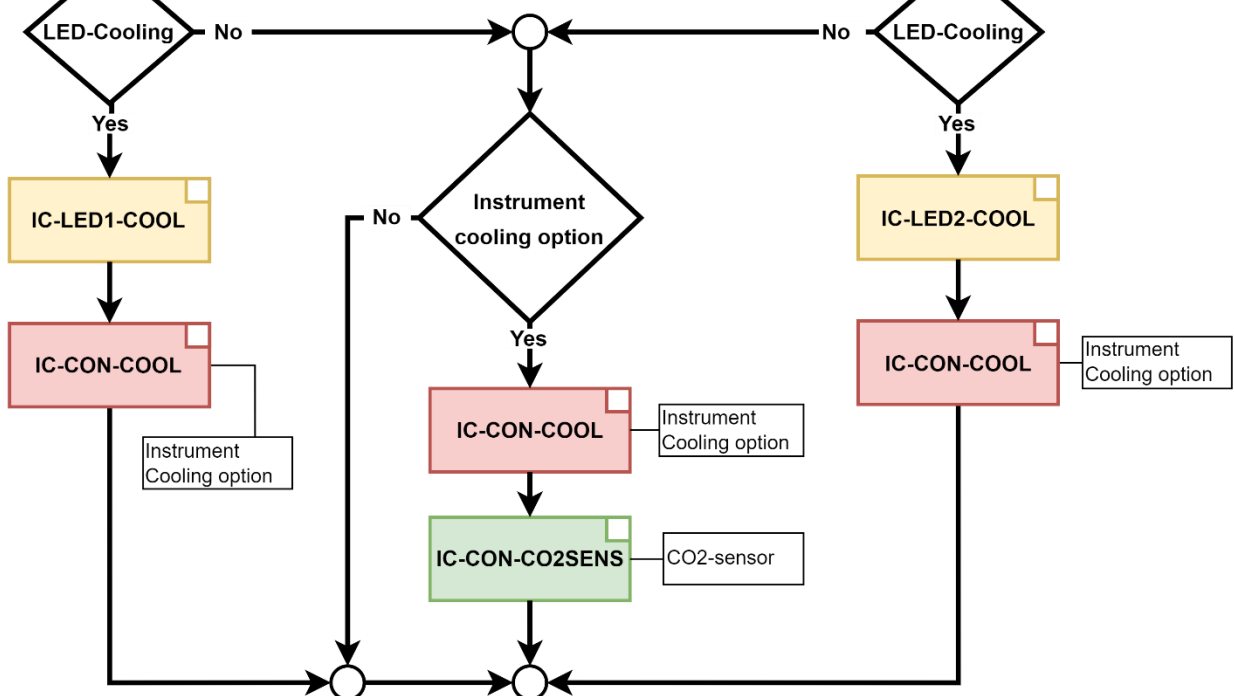 LED-Cooling
No
No
LED-Cooling
Yes
Yes
IC-LED1-COOL
Instrument
cooling option
No
IC-LED2-COOL
IC-CON-COOL
Instrument
Cooling option
Yes
IC-CON-COOL
Instrument
Cooling option
IC-CON-COOL
Instrument
Cooling option
IC-CON-CO2SENS
CO2-sensor